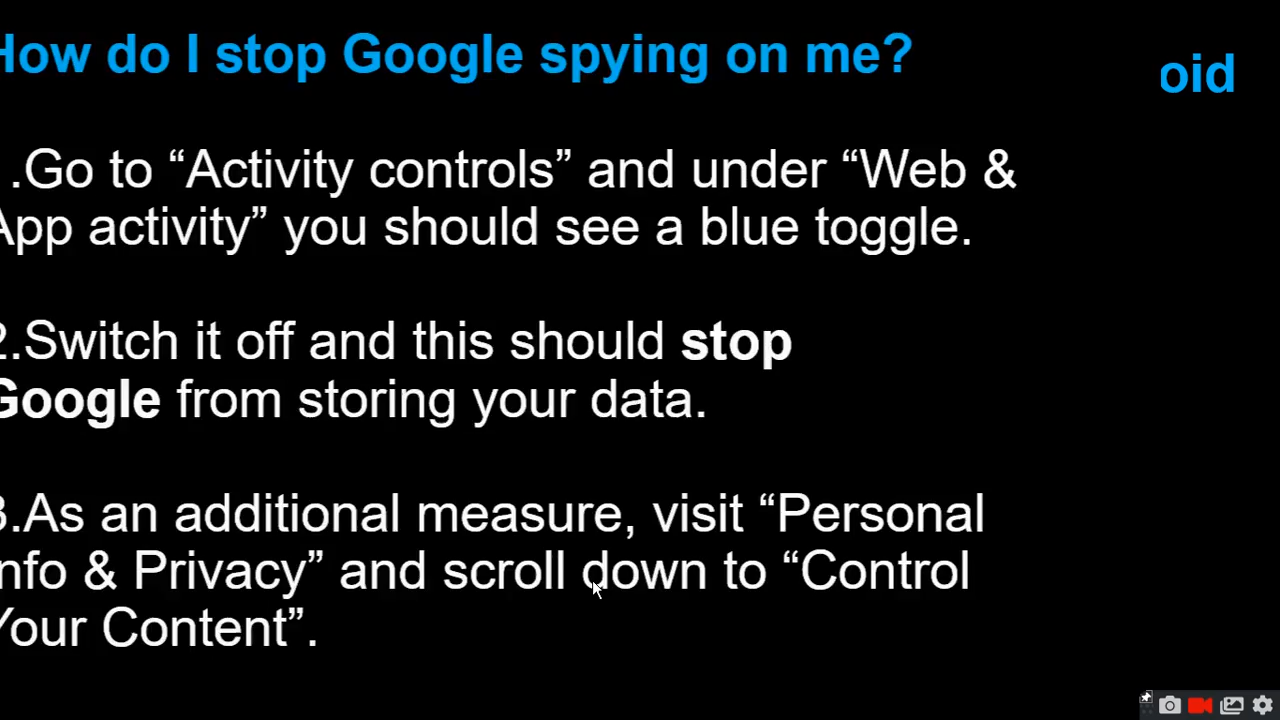 How do I stop Google spying on me?
oid
.Go to “Activity controls” and under “Web &
App activity” you should see a blue toggle.
2.Switch it off and this should stop
Google from storing your data.
3.As an additional measure, visit “Personal
nfo & Privacy” and scroll down to “Control
Your Content”.